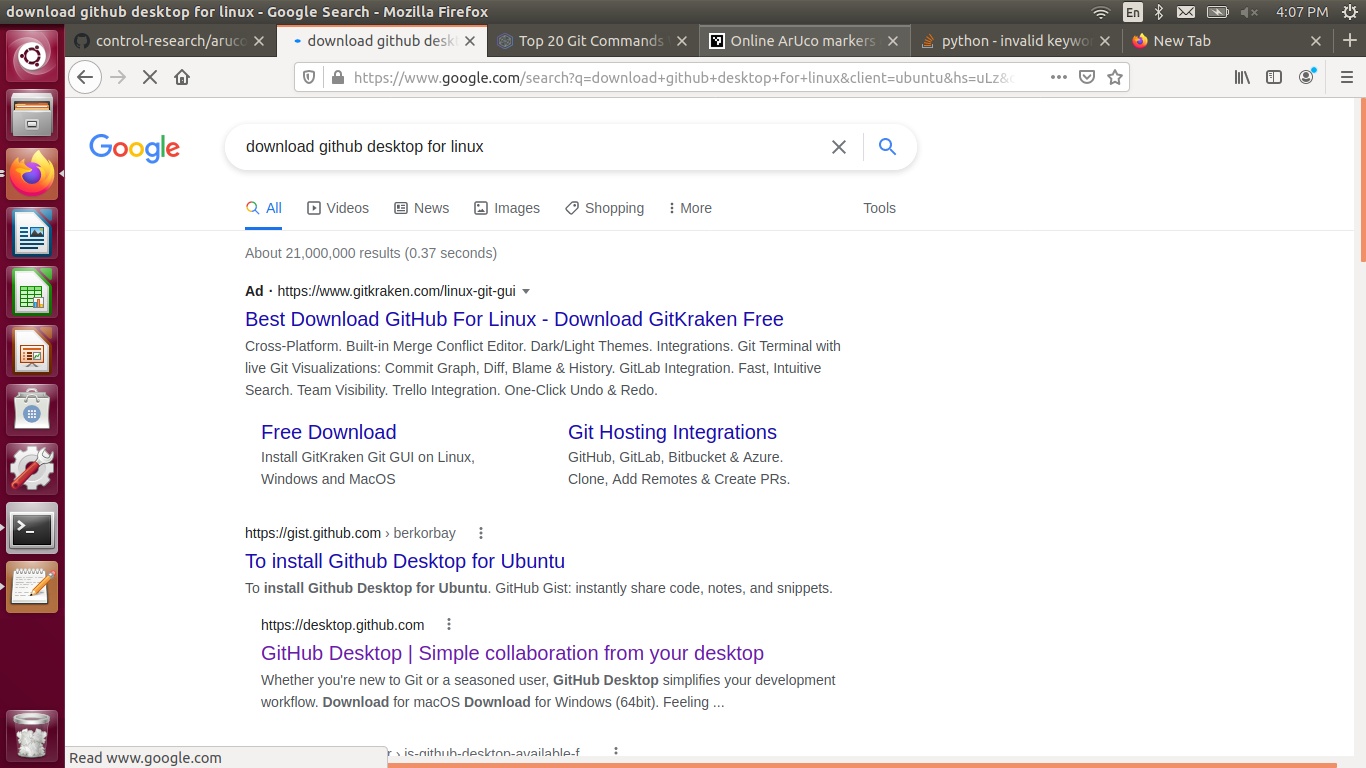 download github desktop for linux - Google Search - Mozilla Firefox
En
4:07 PM
control-research/aruco
download github deskt
Top 20 Git Commands
Online ArUco markers
python - invalid keywo
New Tab
https://www.google.com/search?q=download+github+desktop+for+linux&client=ubuntu&hs=uLz&
Google
download github desktop for linux
All
Videos
News
Images
Shopping
More
Tools
About 21,000,000 results (0.37 seconds)
Ad · https://www.gitkraken.com/linux-git-gui
Best Download GitHub For Linux - Download GitKraken Free
Cross-Platform. Built-in Merge Conflict Editor. Dark/Light Themes. Integrations. Git Terminal with
live Git Visualizations: Commit Graph, Diff, Blame & History. GitLab Integration. Fast, Intuitive
Search. Team Visibility. Trello Integration. One-Click Undo & Redo.
Free Download
Install GitKraken Git GUI on Linux,
Windows and MacOS
Git Hosting Integrations
GitHub, GitLab, Bitbucket & Azure.
Clone, Add Remotes & Create PRs.
https://gist.github.com › berkorbay
To install Github Desktop for Ubuntu
To install Github Desktop for Ubuntu. GitHub Gist: instantly share code, notes, and snippets.
https://desktop.github.com
GitHub Desktop | Simple collaboration from your desktop
Whether you're new to Git or a seasoned user, GitHub Desktop simplifies your development
workflow. Download for macOS Download for Windows (64bit). Feeling ...
r › is-github-desktop-available-f
Read www.google.com